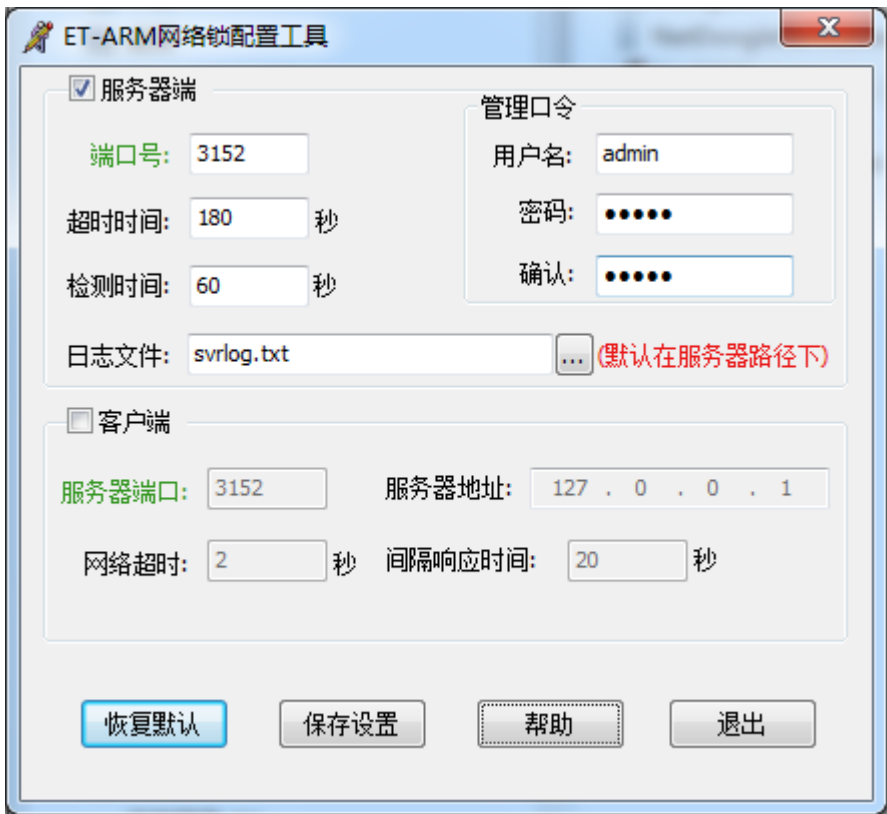 ET-ARM网络锁配置工具
服务器端
管理口令
端口号: 3152
用户名: admin
超时时间: 180 秒
密码: ●●●●●
检测时间: 60 秒
确认: ●●●●●
日志文件: svrlog.txt ... (默认在服务器路径下)
客户端
服务器端口: 3152 服务器地址: 127 . 0 . 0 . 1
网络超时: 2 秒 间隔响应时间: 20 秒
恢复默认 保存设置 帮助 退出